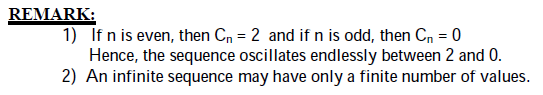 REMARK:
1) If n is even, then Cn = 2 and if n is odd, then Cn = 0
Hence, the sequence oscillates endlessly between 2 and 0.
2) An infinite sequence may have only a finite number of values.